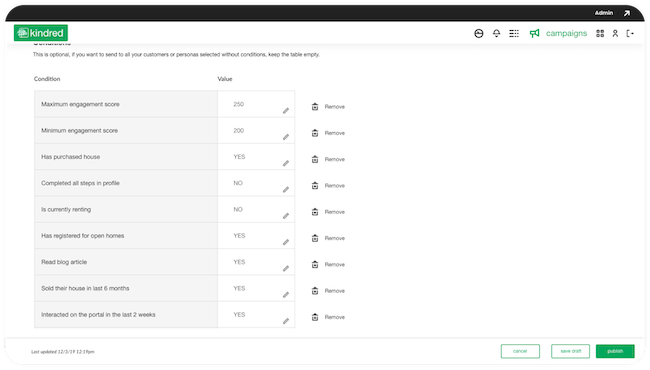 Admin
kindred
campaigns
Conditions
This is optional, if you want to send to all your customers or personas selected without conditions, keep the table empty.
Condition Value
Maximum engagement score 250 Remove
Minimum engagement score 200 Remove
Has purchased house YES Remove
Completed all steps in profile NO Remove
Is currently renting NO Remove
Has registered for open homes YES Remove
Read blog article YES Remove
Sold their house in last 6 months YES Remove
Interacted on the portal in the last 2 weeks YES Remove
Last updated 12/2/19 12:19pm cancel save draft publish